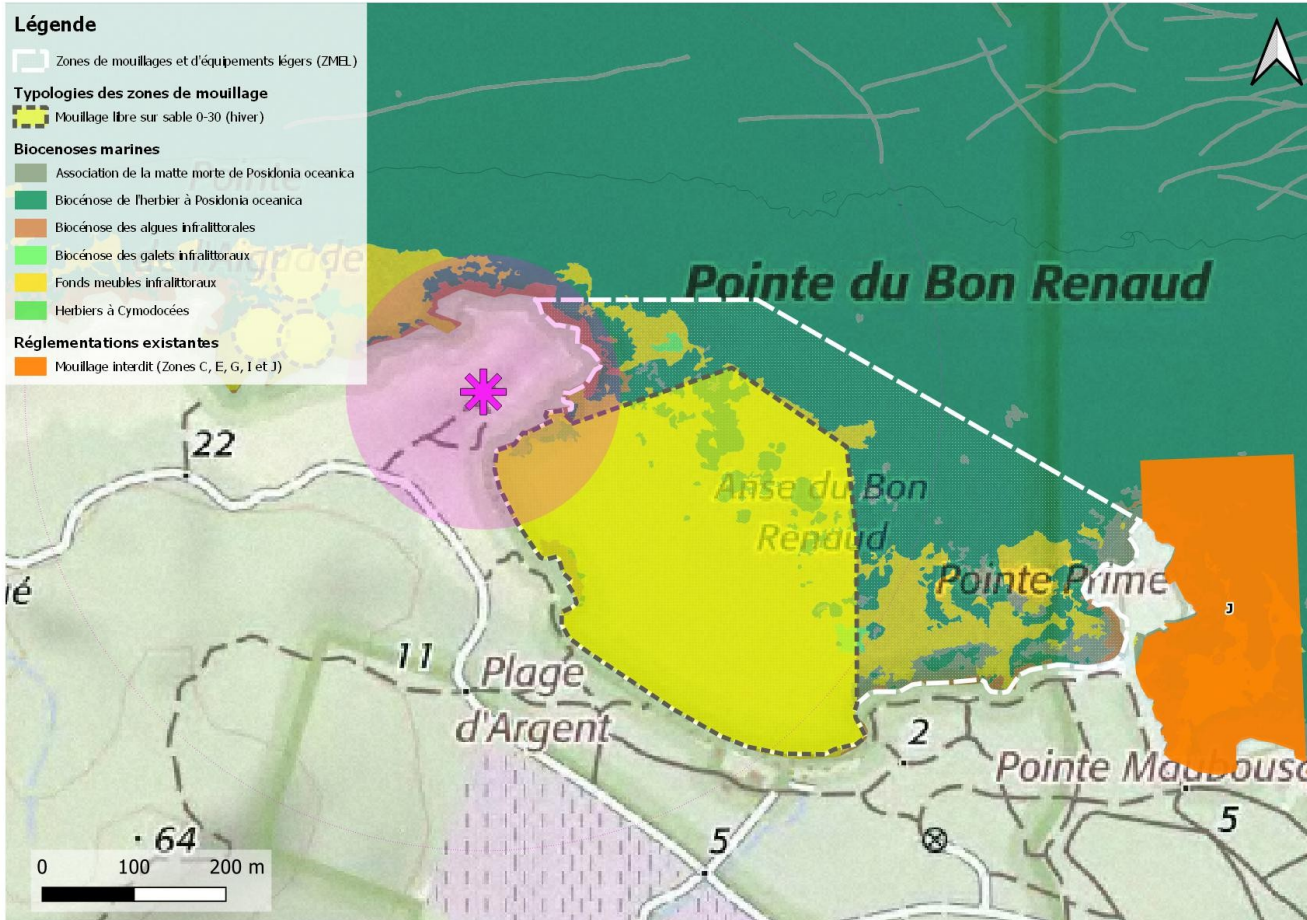 Légende
Zones de mouillages et d'équipements légers (ZMEL)
Typologies des zones de mouillage
Mouillage libre sur sable 0-30 (hiver)
Biocenoses marines
Association de la matte morte de Posidonia oceanica
Biocénose de l'herbier à Posidonia oceanica
Biocénose des algues infralittorales
Biocénose des galets infralittoraux
Fonds meubles infralittoraux
Herbiers à Cymodocées
Réglementations existantes
Mouillage interdit (Zones C, E, G, I et J)
Pointe
de l'Aiguade
Pointe du Bon Renaud
22
Anse du Bon
Renaud
Pointe Prime
J
ié
11
Plage
d'Argent
2
Pointe Maubousc
64
5
5
0 100 200 m